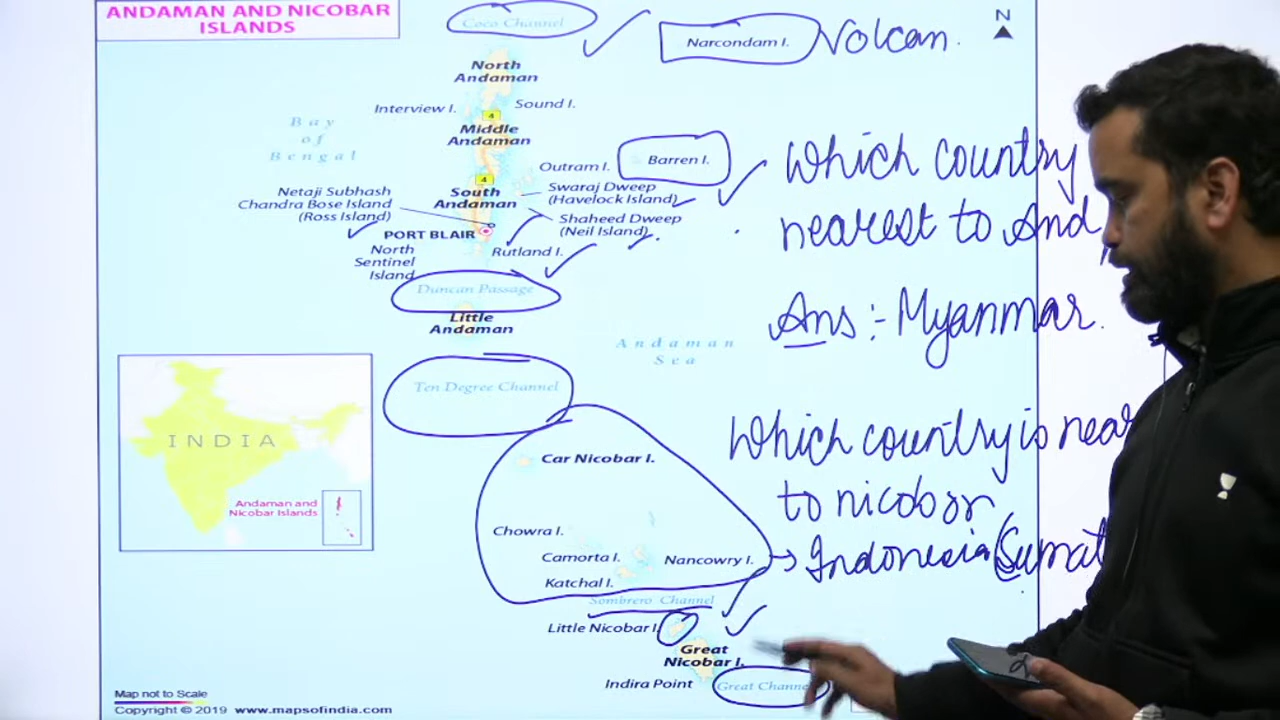 ANDAMAN AND NICOBAR
ISLANDS
Coco Channel
Narcondam I.
Volcan.
N
North
Andaman
Interview I.
Sound I.
4
Bay
of
Bengal
Middle
Andaman
Outram I.
Barren I.
Which country
4
South
Andaman
Swaraj Dweep
(Havelock Island)
Netaji Subhash
Chandra Bose Island
(Ross Island)
Shaheed Dweep
(Neil Island)
nearest to And
PORT BLAIR
North
Sentinel
Island
Rutland I.
Duncan Passage
Little
Andaman
Ans :- Myanmar.
Andaman
Sea
Ten Degree Channel
INDIA
Andaman and
Nicobar Islands
Car Nicobar I.
Which country is near
to nicobar
Chowra I.
Camorta I.
Nancowry I.
→ Indonesia (Sumat
Katchal I.
Sombrero Channel
Little Nicobar I.
Great
Nicobar I.
Indira Point
Great Channel
Map not to Scale
Copyright © 2019 www.mapsofindia.com